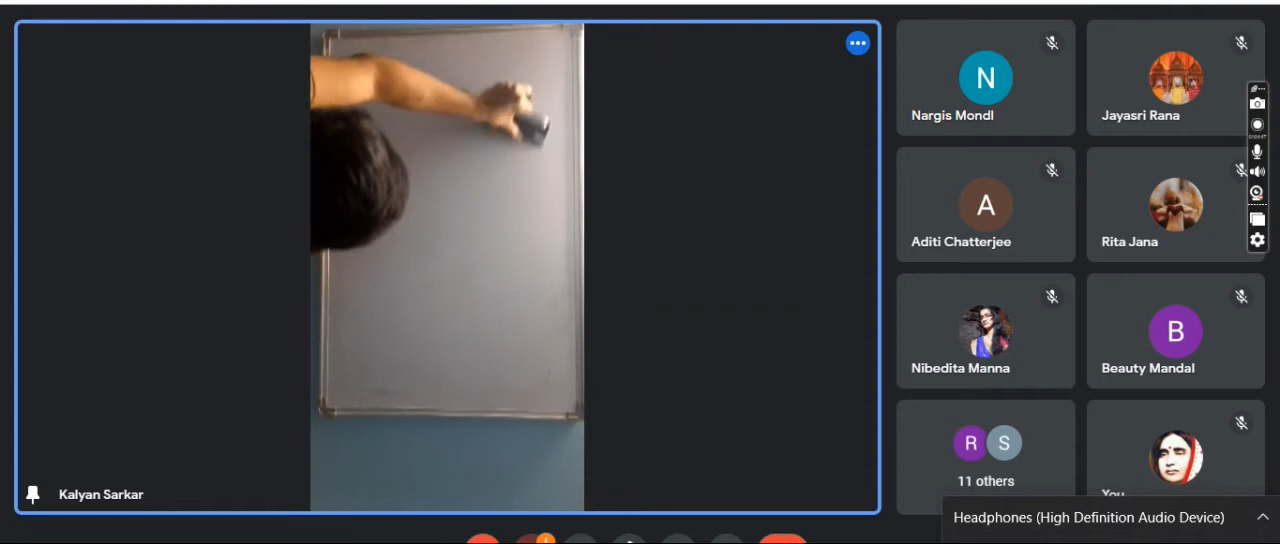 N
Nargis Mondl
Jayasri Rana
A
Aditi Chatterjee
Rita Jana
Nibedita Manna
B
Beauty Mandal
R S
11 others
You
Kalyan Sarkar
Headphones (High Definition Audio Device)